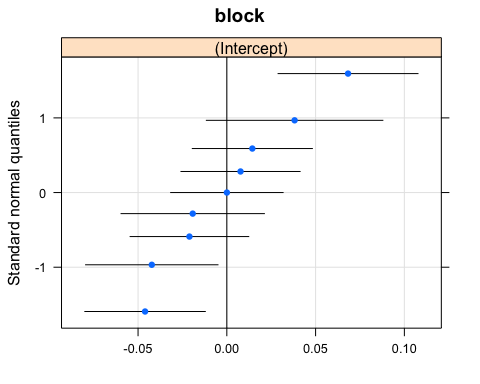 block
(Intercept)
Standard normal quantiles
1
0
-1
-0.05
0.00
0.05
0.10